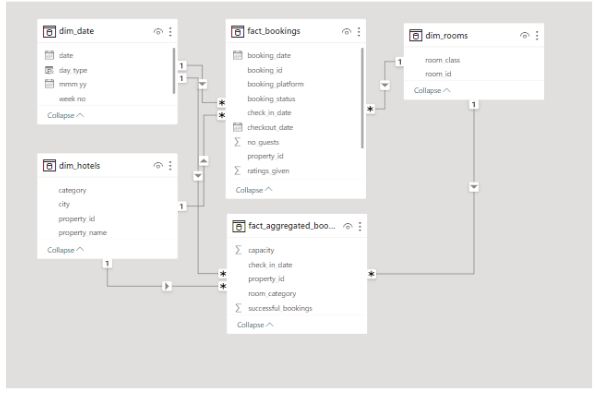 dim_date
date
day_type
mmm yy
week no
Collapse
fact_bookings
booking_date
booking_id
booking_platform
booking_status
check_in_date
checkout_date
Σ no_guests
property_id
Σ ratings_given
Collapse
dim_rooms
room_class
room_id
Collapse
dim_hotels
category
city
property_id
property_name
Collapse
fact_aggregated_boo...
Σ capacity
check_in_date
property_id
room_category
Σ successful_bookings
Collapse
1
1
*
*
1
*
1
1
1
*
*
*